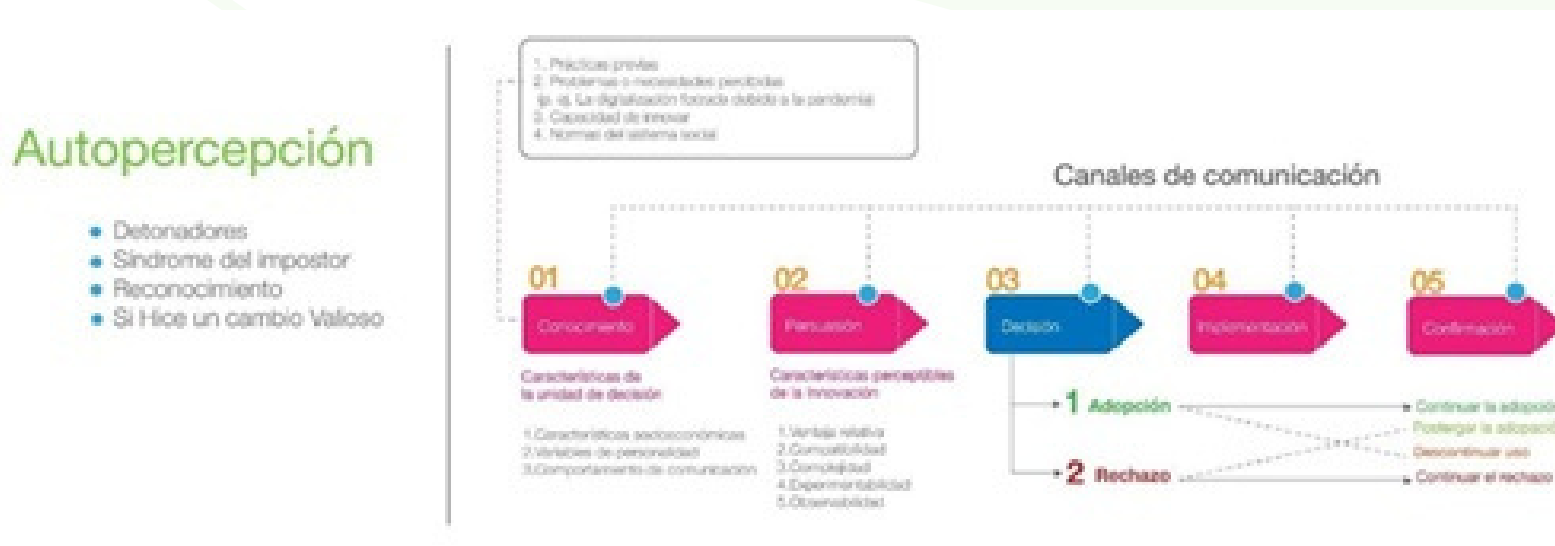 Autopercepción
Detonadores
Síndrome del impostor
Reconocimiento
Si Hice un cambio Valioso
1. Prácticas previas
2. Problemas o necesidades percibidas
(p. ej. La digitalización forzada debido a la pandemia)
3. Capacidad de innovar
4. Normas del sistema social
Canales de comunicación
01
Conocimiento
Características de
la unidad de decisión
1.Características socioeconómicas
2.Variables de personalidad
3.Comportamiento de comunicación
02
Persuasión
Características perceptibles
de la Innovación
1.Ventaja relativa
2.Compatibilidad
3.Complejidad
4.Experimentabilidad
5.Observabilidad
03
Decisión
1 Adopción
2 Rechazo
04
Implementación
05
Confirmación
Continuar la adopción
Postergar la adopación
Descontinuar uso
Continuar el rechazo